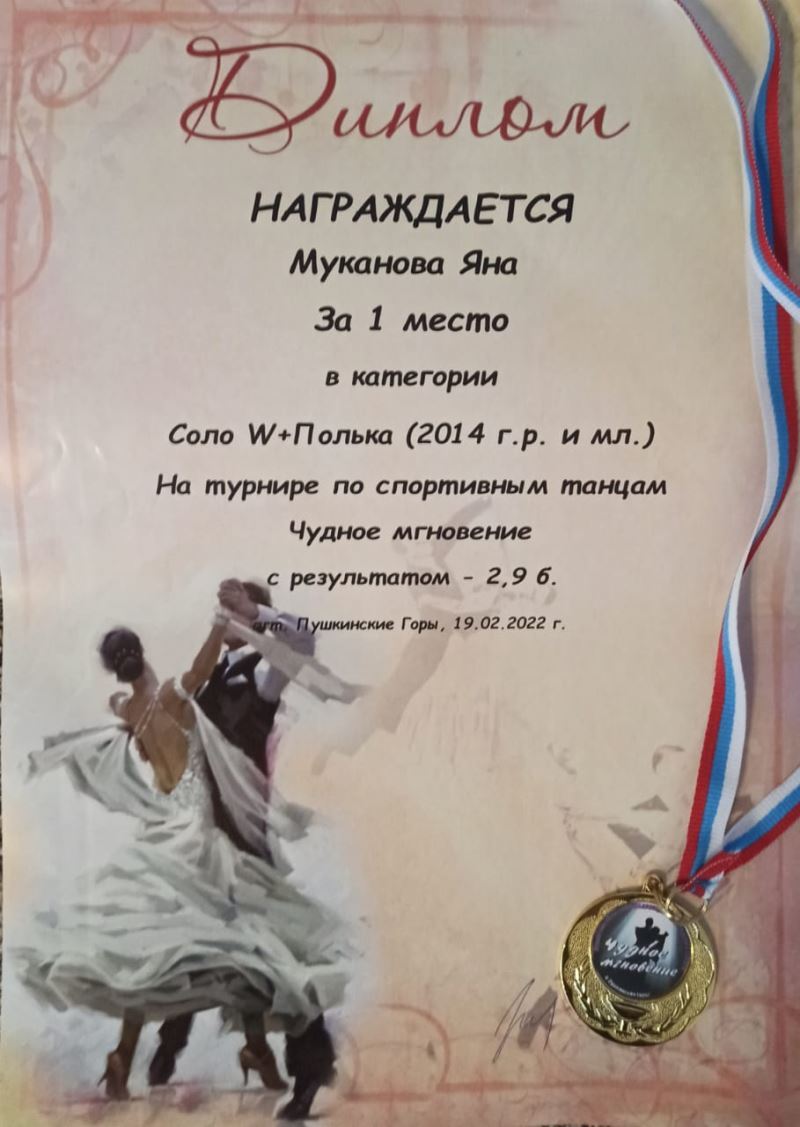 Диплом
НАГРАЖДАЕТСЯ
Муканова Яна
За 1 место
в категории
Соло W+Полька (2014 г.р. и мл.)
На турнире по спортивным танцам
Чудное мгновение
с результатом - 2,9 б.
пгт. Пушкинские Горы, 19.02.2022 г.
Чудное
мгновение